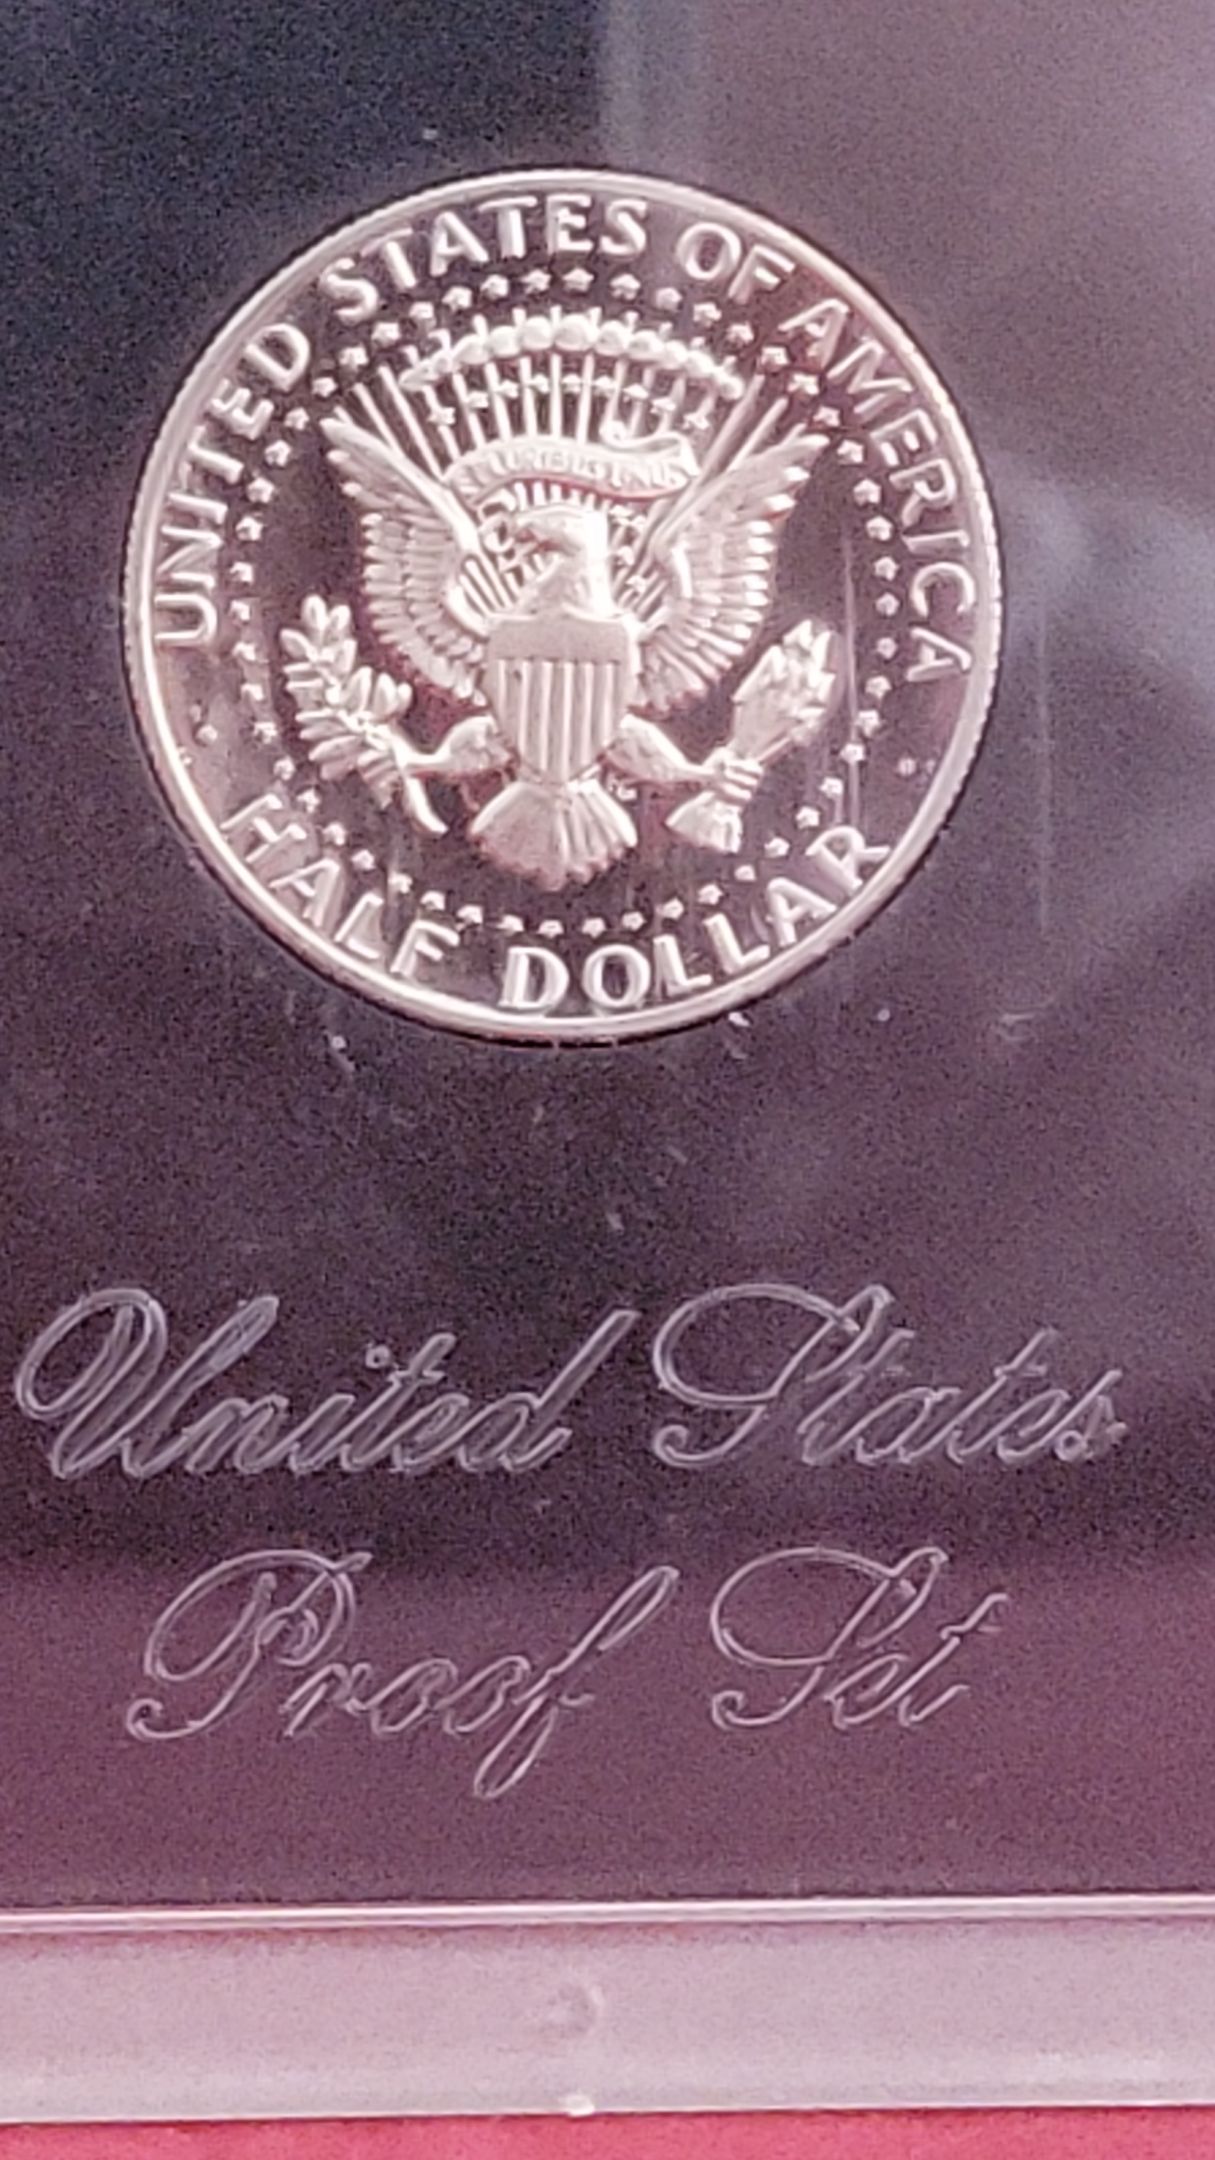 UNITED STATES OF AMERICA
HALF DOLLAR
United States
Proof Set